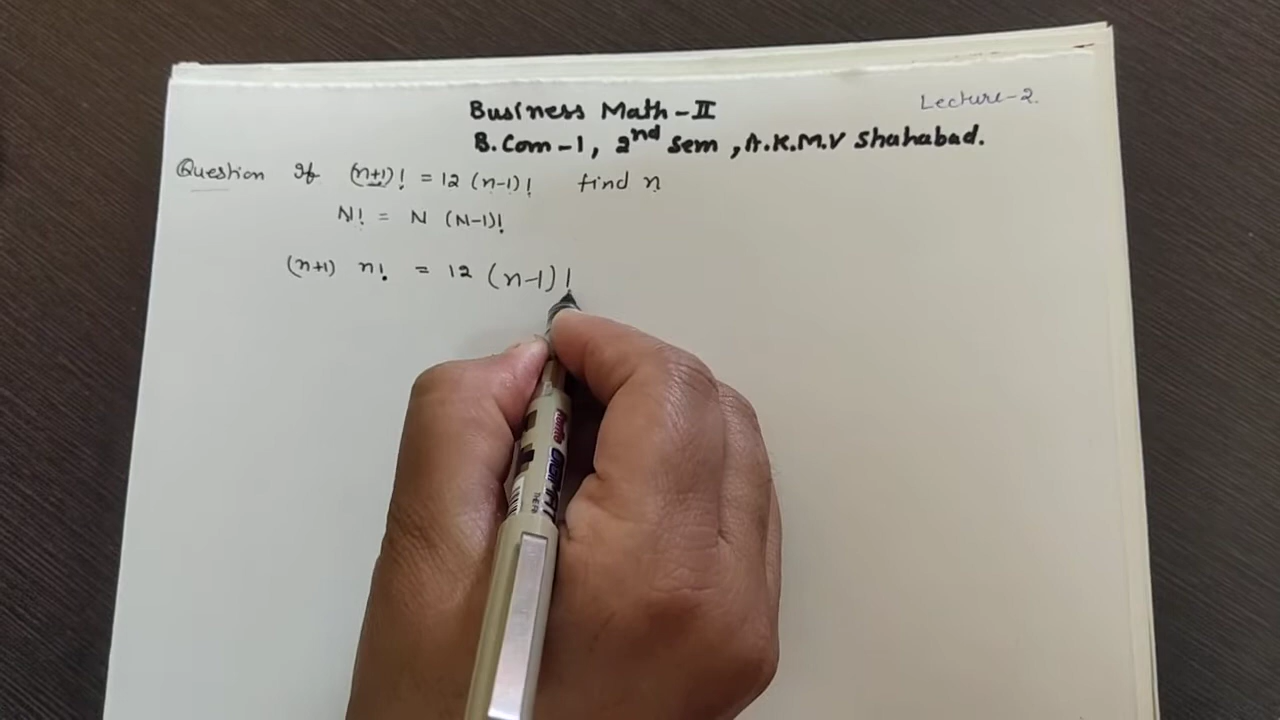 Lecture-2.
Business Math-II
B.Com-1, 2nd Sem, A.K.M.V Shahabad.
Question If (n+1)! = 12 (n-1)! find n
N! = N (N-1)!
(n+1) n! = 12 (n-1)!